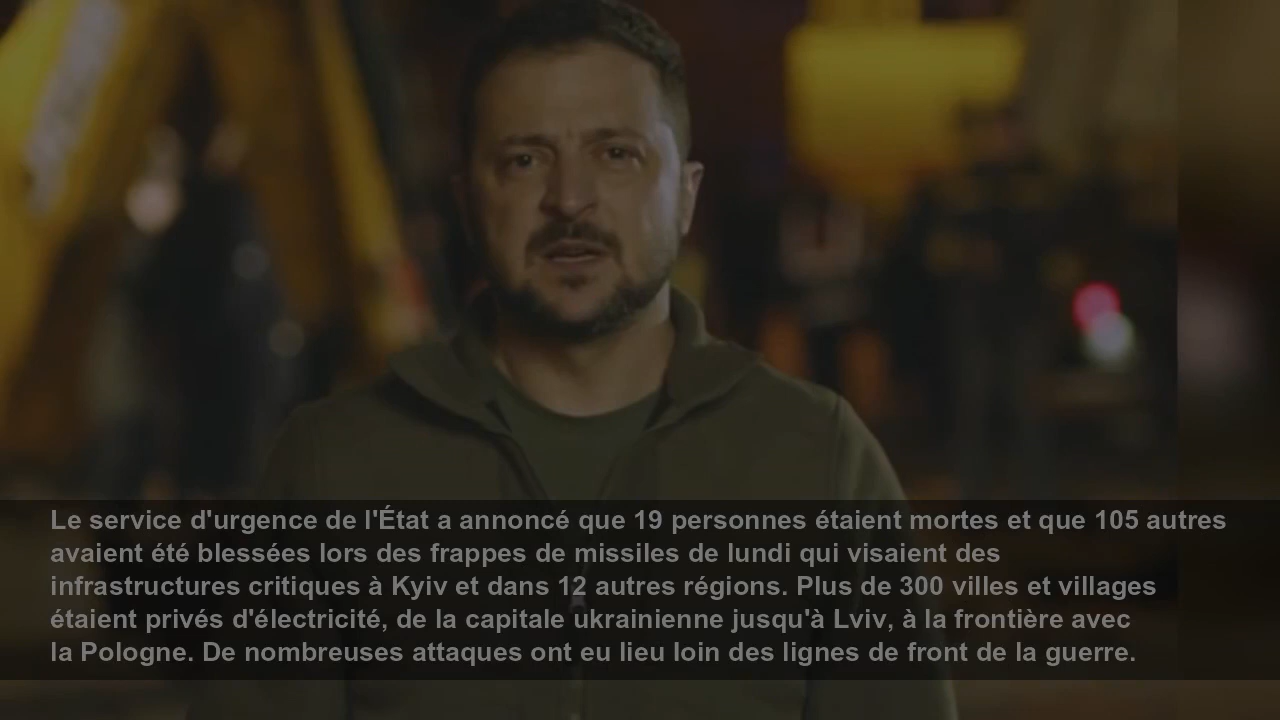 Le service d'urgence de l'État a annoncé que 19 personnes étaient mortes et que 105 autres
avaient été blessées lors des frappes de missiles de lundi qui visaient des
infrastructures critiques à Kyiv et dans 12 autres régions. Plus de 300 villes et villages
étaient privés d'électricité, de la capitale ukrainienne jusqu'à Lviv, à la frontière avec
la Pologne. De nombreuses attaques ont eu lieu loin des lignes de front de la guerre.